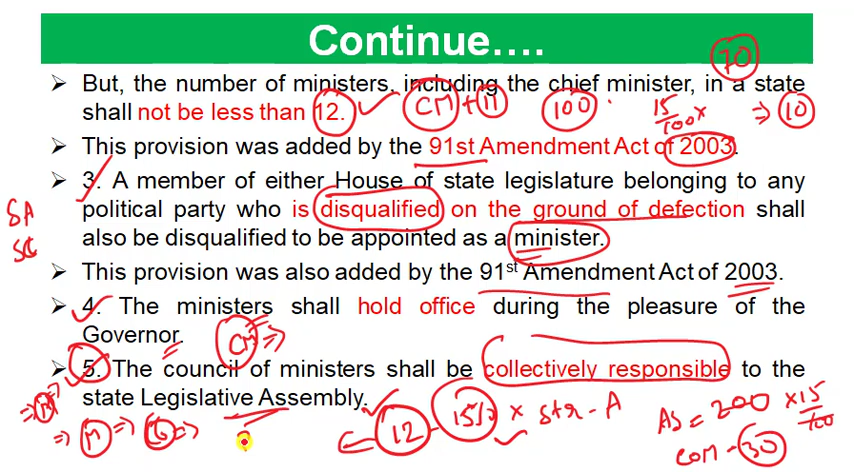 Continue….
70
➢ But, the number of ministers, including the chief minister, in a state
shall not be less than 12. CM + 11 100 15/100 × ⇒ 10
➢ This provision was added by the 91st Amendment Act of 2003.
➢ 3. A member of either House of state legislature belonging to any
political party who is disqualified on the ground of defection shall
also be disqualified to be appointed as a minister.
SA
➢ This provision was also added by the 91st Amendment Act of 2003.
➢ 4. The ministers shall hold office during the pleasure of the
Governor. CM ⇒
➢ 5. The council of ministers shall be collectively responsible to the
state Legislative Assembly.
12 - 15% × Str - A
AS = 200 × 15/100
⇒ M ⇒ G ⇒
COM - 30